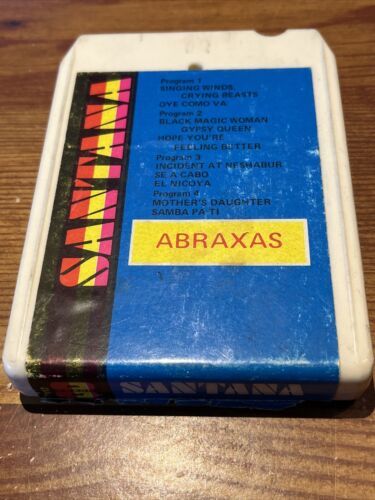 SANTANA
Program 1
SINGING WINDS,
CRYING BEASTS
OYE COMO VA
Program 2
BLACK MAGIC WOMAN
GYPSY QUEEN
HOPE YOU'RE
FEELING BETTER
Program 3
INCIDENT AT NESHABUR
SE A CABO
EL NICOYA
Program 4
MOTHER'S DAUGHTER
SAMBA PA TI
ABRAXAS
SANTANA